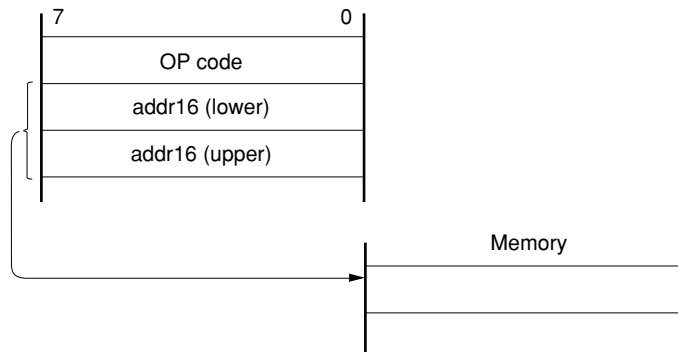 7 0
OP code
addr16 (lower)
addr16 (upper)
Memory